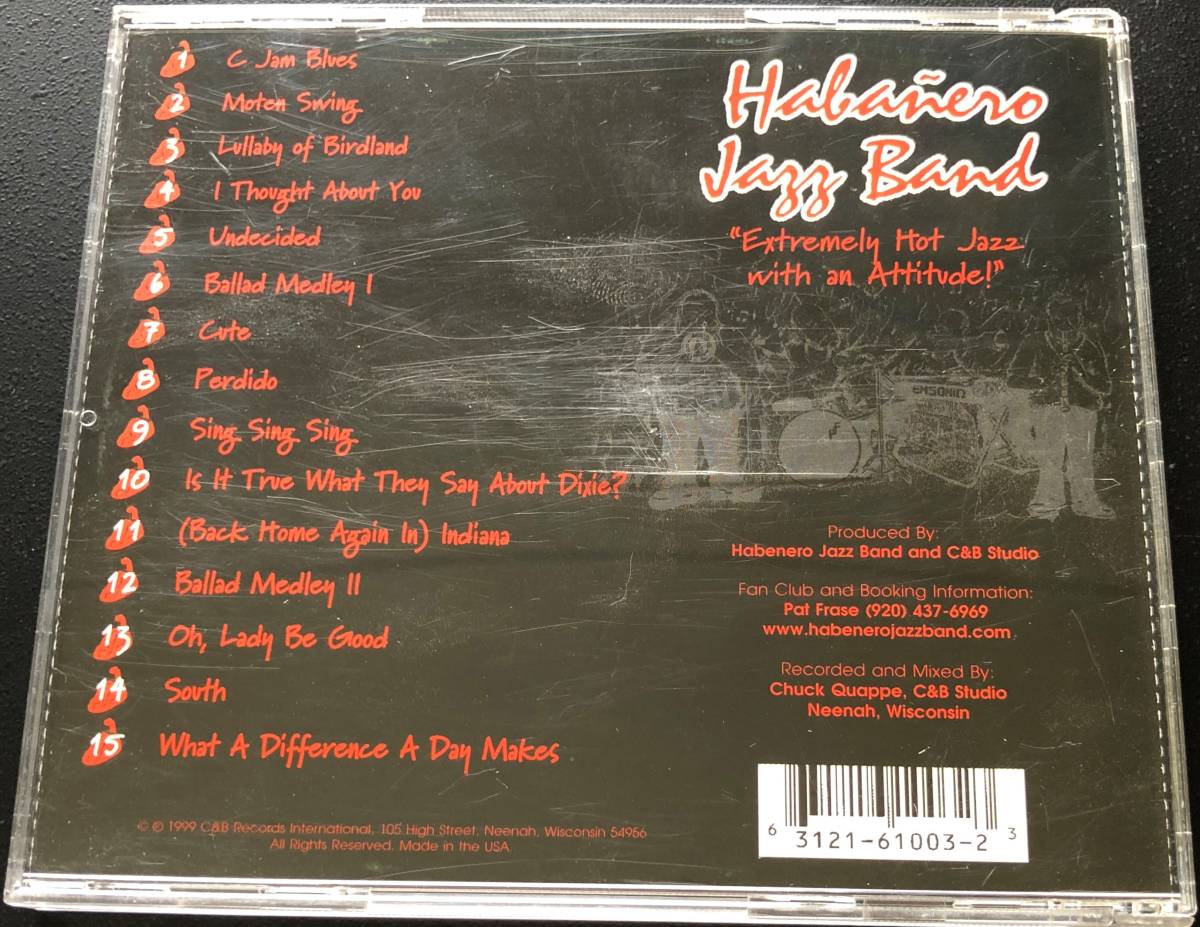 1 C Jam Blues
2 Moten Swing
3 Lullaby of Birdland
4 I Thought About You
5 Undecided
6 Ballad Medley I
7 Cute
8 Perdido
9 Sing Sing Sing
10 Is It True What They Say About Dixie?
11 (Back Home Again In) Indiana
12 Ballad Medley II
13 Oh, Lady Be Good
14 South
15 What A Difference A Day Makes
© ℗ 1999 C&B Records International, 105 High Street, Neenah, Wisconsin 54956
All Rights Reserved. Made in the USA.
Habañero
Jazz Band
"Extremely Hot Jazz
with an Attitude!"
ENSONIQ
Produced By:
Habenero Jazz Band and C&B Studio
Fan Club and Booking Information:
Pat Frase (920) 437-6969
www.habenerojazzband.com
Recorded and Mixed By:
Chuck Quappe, C&B Studio
Neenah, Wisconsin
6 3121-61003-2 3